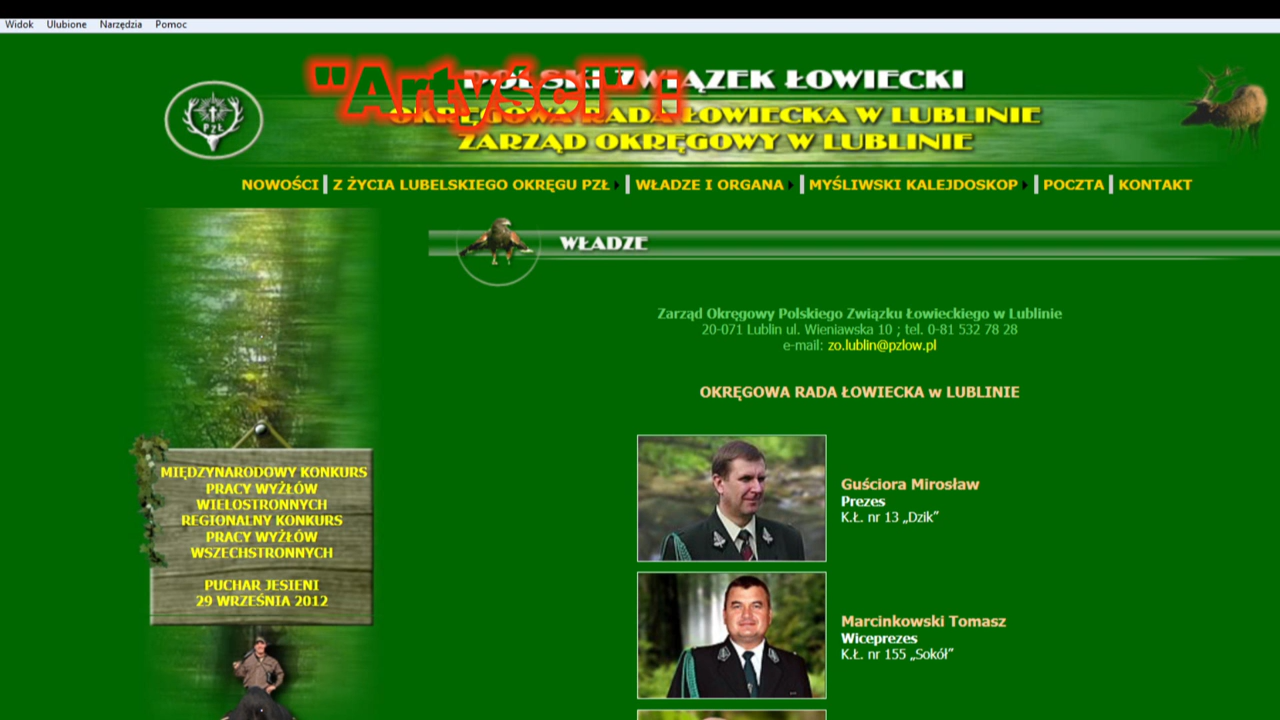 Widok Ulubione Narzędzia Pomoc
"Artyści" :
POLSKI ZWIĄZEK ŁOWIECKI
OKRĘGOWA RADA ŁOWIECKA W LUBLINIE
ZARZĄD OKRĘGOWY W LUBLINIE
PZŁ
NOWOŚCI Z ŻYCIA LUBELSKIEGO OKRĘGU PZŁ WŁADZE I ORGANA MYŚLIWSKI KALEJDOSKOP POCZTA KONTAKT
WŁADZE
Zarząd Okręgowy Polskiego Związku Łowieckiego w Lublinie
20-071 Lublin ul. Wieniawska 10 ; tel. 0-81 532 78 28
e-mail: zo.lublin@pzlow.pl
OKRĘGOWA RADA ŁOWIECKA w LUBLINIE
MIĘDZYNARODOWY KONKURS
PRACY WYŻŁÓW
WIELOSTRONNYCH
REGIONALNY KONKURS
PRACY WYŻŁÓW
WSZECHSTRONNYCH
PUCHAR JESIENI
29 WRZEŚNIA 2012
Guściora Mirosław
Prezes
K.Ł. nr 13 „Dzik”
Marcinkowski Tomasz
Wiceprezes
K.Ł. nr 155 „Sokół”